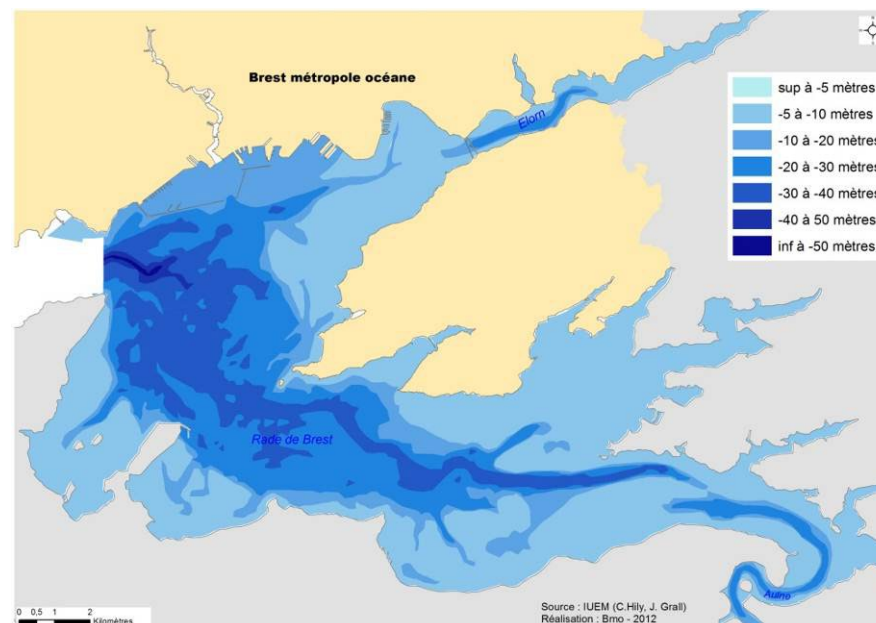 Brest métropole océane
Elorn
sup à -5 mètres
-5 à -10 mètres
-10 à -20 mètres
-20 à -30 mètres
-30 à -40 mètres
-40 à 50 mètres
inf à -50 mètres
Rade de Brest
Aulne
0 0,5 1 2
Kilomètres
Source : IUEM (C.Hily, J. Grall)
Réalisation : Bmo - 2012